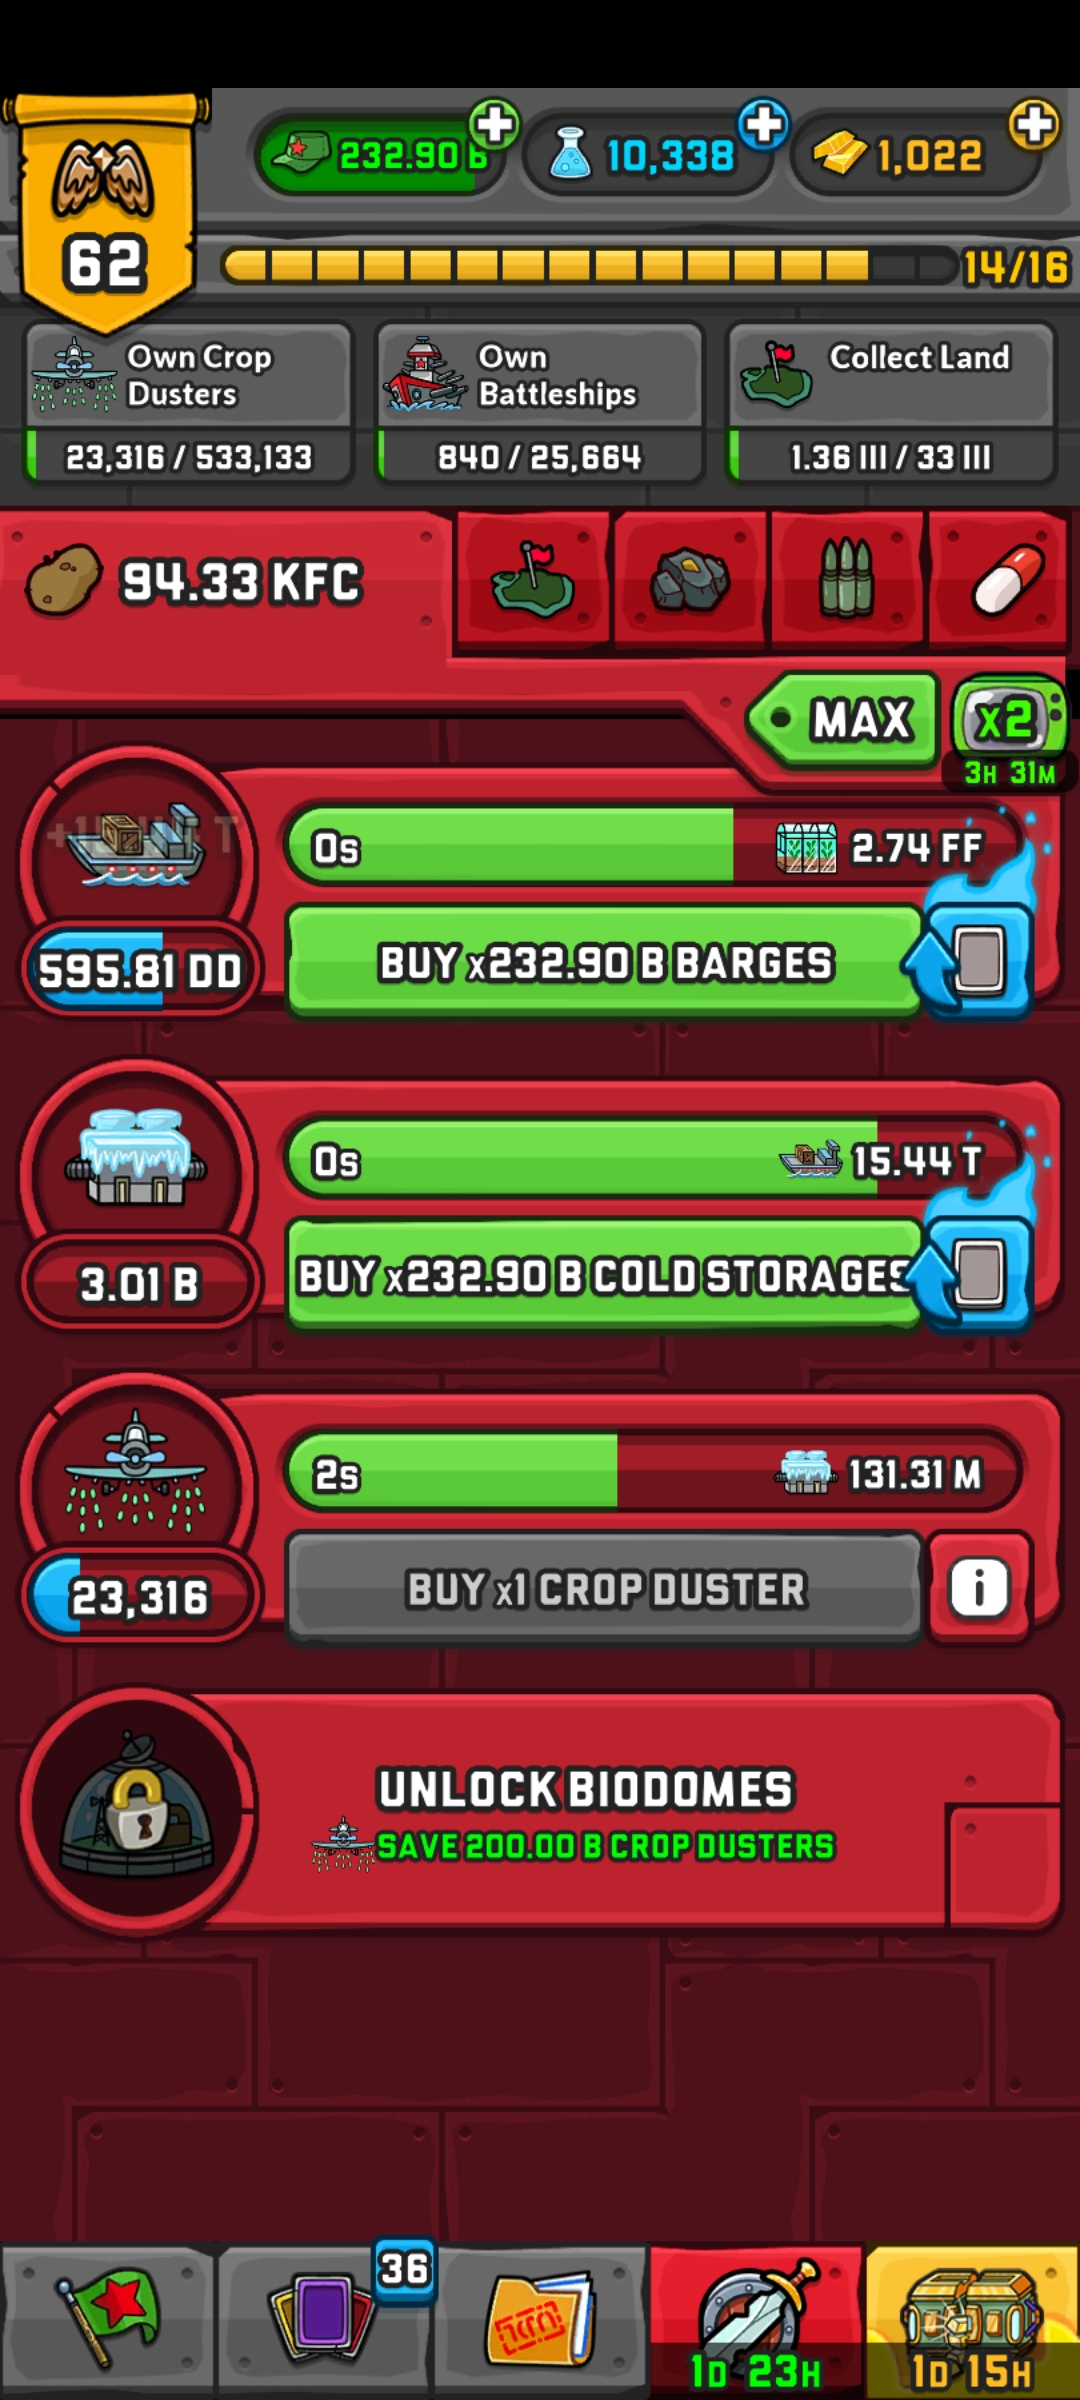 232.90 B
10,338
1,022
62
14/16
Own Crop
Dusters
Own
Battleships
Collect Land
23,316 / 533,133
840 / 25,664
1.36 III / 33 III
94.33 KFC
MAX
x2
3H 31M
0s
2.74 FF
595.81 DD
BUY x232.90 B BARGES
0s
15.44 T
3.01 B
BUY x232.90 B COLD STORAGES
2s
131.31 M
23,316
BUY x1 CROP DUSTER
i
UNLOCK BIODOMES
SAVE 200.00 B CROP DUSTERS
36
1D 23H
1D 15H